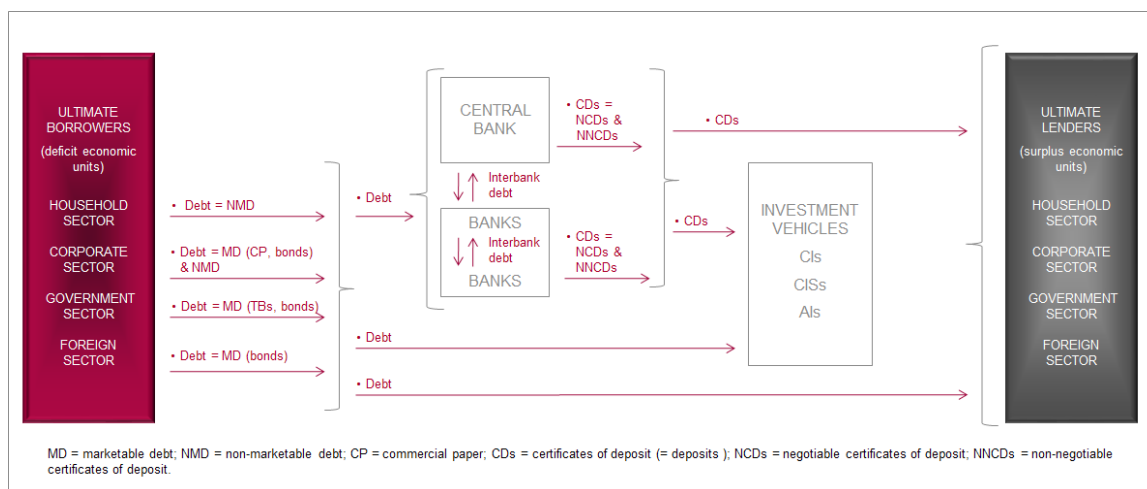 ULTIMATE
BORROWERS
(deficit economic
units)
HOUSEHOLD
SECTOR
CORPORATE
SECTOR
GOVERNMENT
SECTOR
FOREIGN
SECTOR
• Debt = NMD
• Debt = MD (CP, bonds)
& NMD
• Debt = MD (TBs, bonds)
• Debt = MD (bonds)
• Debt
CENTRAL
BANK
Interbank
debt
BANKS
Interbank
debt
BANKS
• CDs =
NCDs &
NNCDs
• CDs =
NCDs &
NNCDs
• CDs
• CDs
INVESTMENT
VEHICLES
CIs
CISs
AIs
• Debt
• Debt
ULTIMATE
LENDERS
(surplus economic
units)
HOUSEHOLD
SECTOR
CORPORATE
SECTOR
GOVERNMENT
SECTOR
FOREIGN
SECTOR
MD = marketable debt; NMD = non-marketable debt; CP = commercial paper; CDs = certificates of deposit (= deposits ); NCDs = negotiable certificates of deposit; NNCDs = non-negotiable
certificates of deposit.